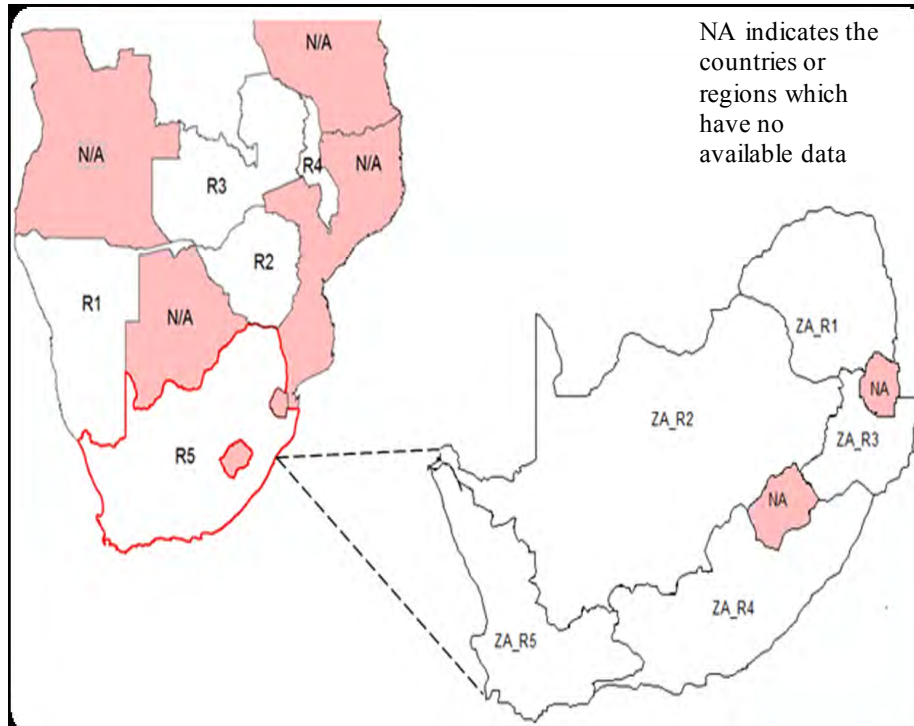 NA indicates the
countries or
regions which
have no
available data
N/A
N/A
N/A
R4
R3
R2
R1
N/A
R5
ZA_R1
NA
ZA_R2
ZA_R3
NA
ZA_R4
ZA_R5